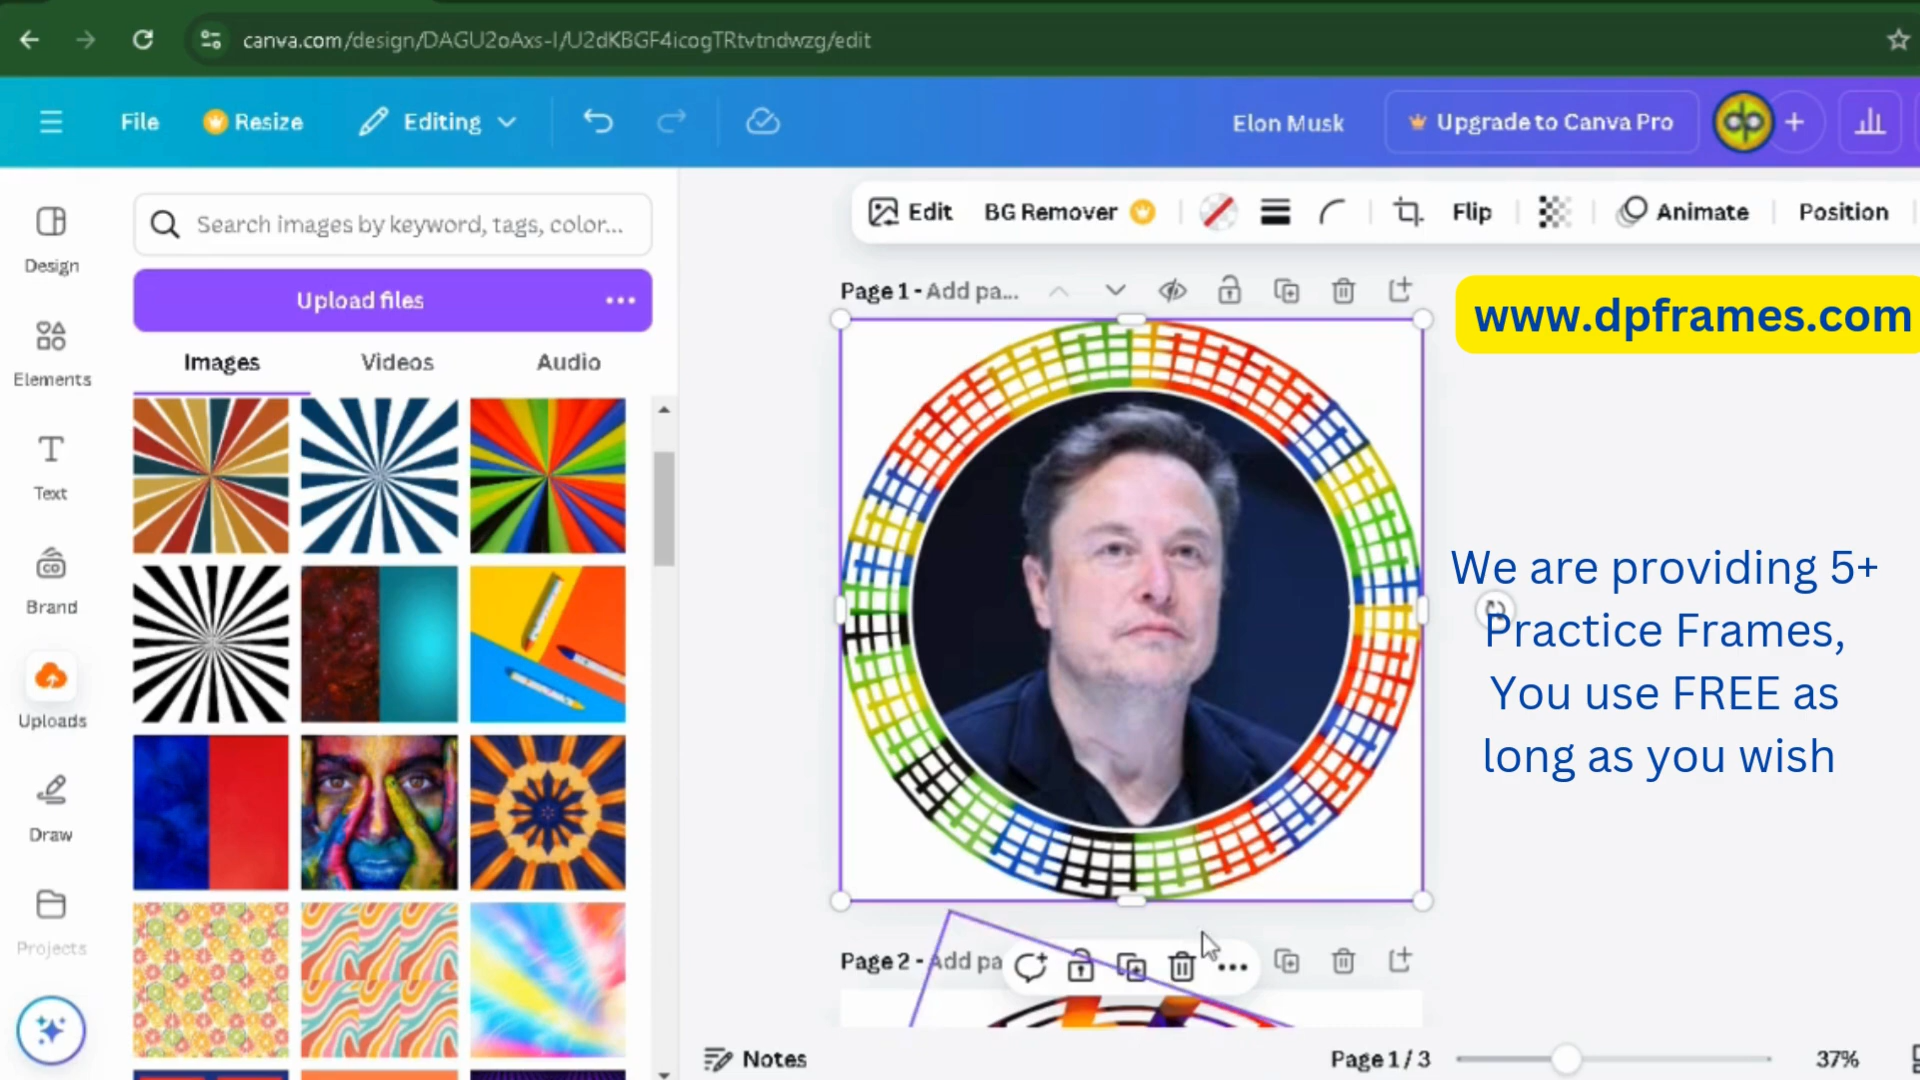 canva.com/design/DAGU2oAxs-I/U2dKBGF4icogTRtvtndwzg/edit
File
Resize
Editing
Elon Musk
Upgrade to Canva Pro
dp
Design
Elements
Text
Brand
Uploads
Draw
Projects
Search images by keyword, tags, color...
Upload files
Images
Videos
Audio
Edit
BG Remover
Flip
Animate
Position
Page 1 - Add pa...
www.dpframes.com
We are providing 5+
Practice Frames,
You use FREE as
long as you wish
Page 2 - Add pa
Notes
Page 1 / 3
37%